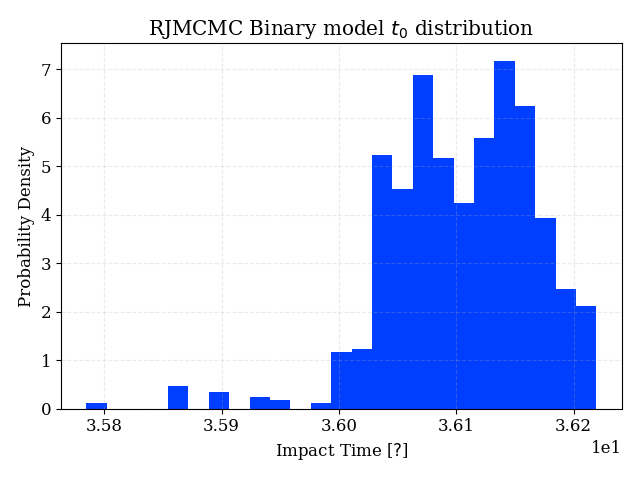 RJMCMC Binary model t₀ distribution
Probability Density
7
6
5
4
3
2
1
0
3.58 3.59 3.60 3.61 3.62
1e1
Impact Time [?]